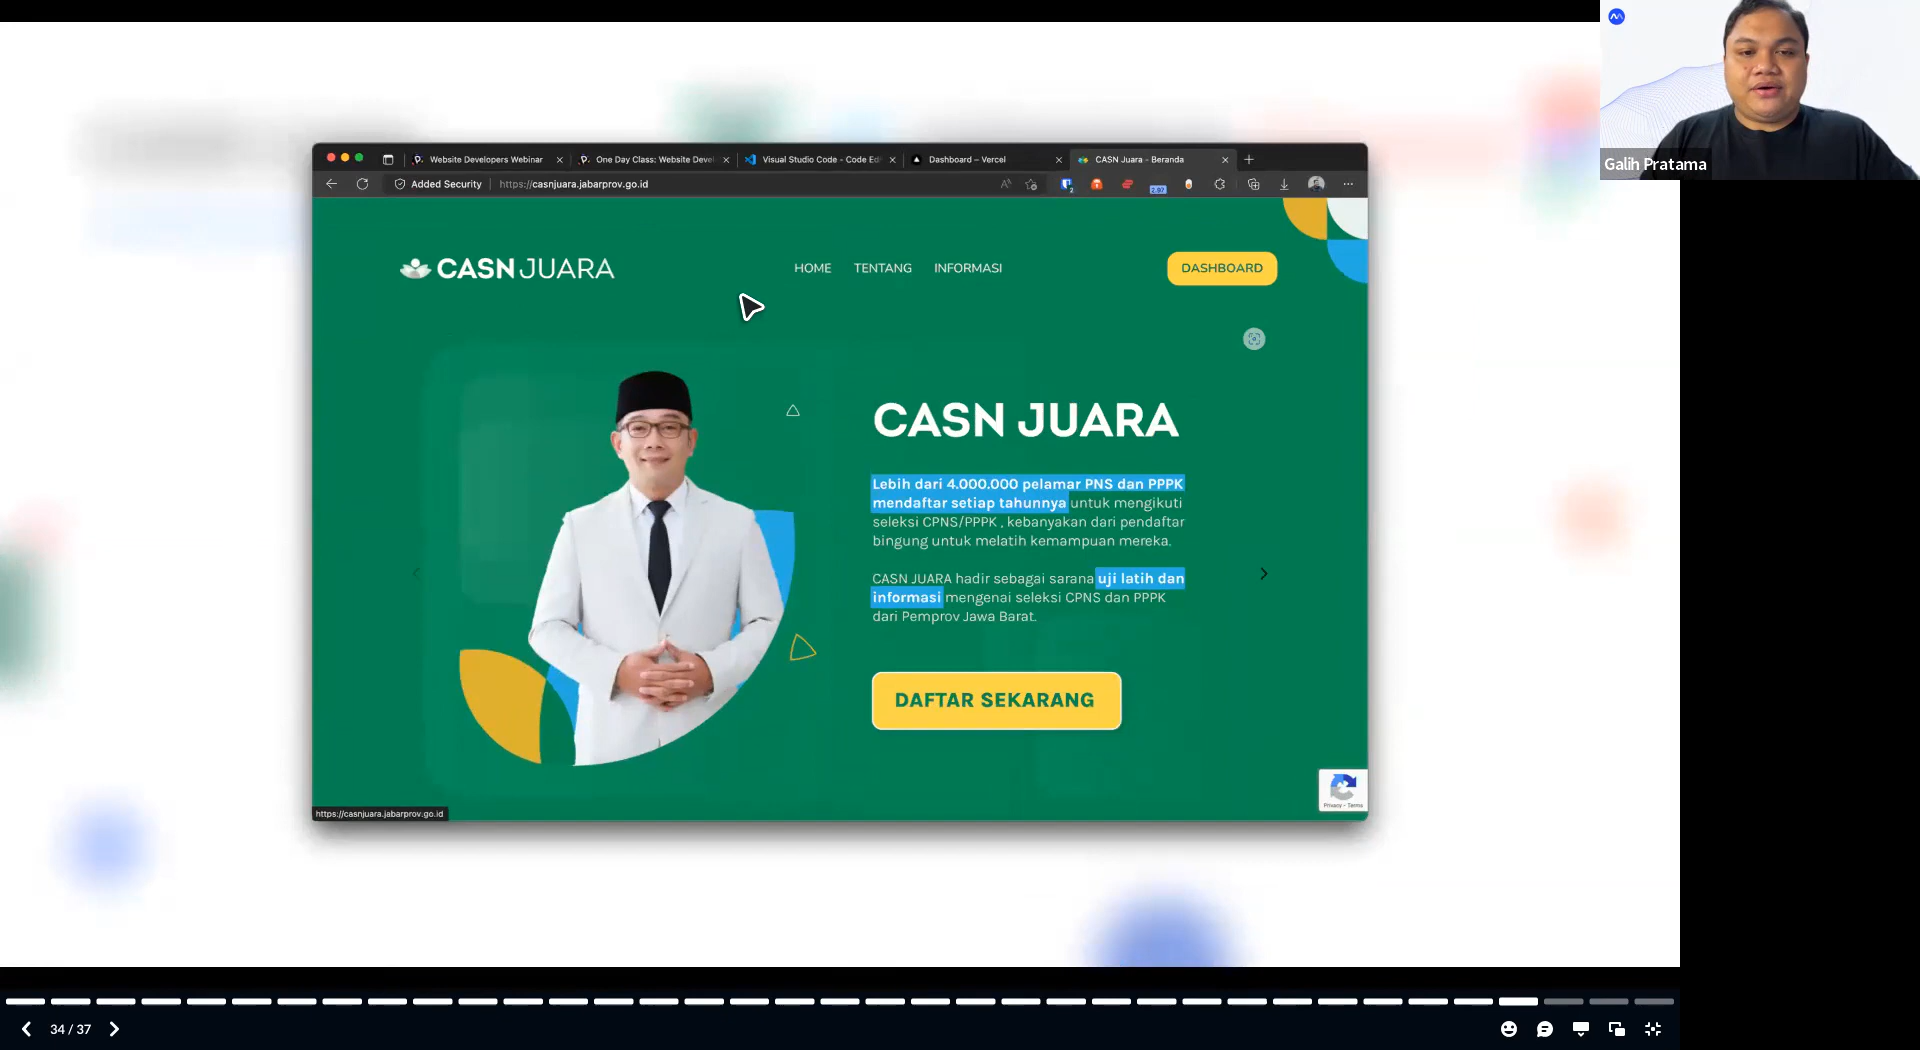 Galih Pratama
Website Developers Webinar
One Day Class: Website Devel
Visual Studio Code - Code Ed
Dashboard – Vercel
CASN Juara - Beranda
Added Security
https://casnjuara.jabarprov.go.id
2.97
CASN JUARA
HOME
TENTANG
INFORMASI
DASHBOARD
CASN JUARA
Lebih dari 4.000.000 pelamar PNS dan PPPK
mendaftar setiap tahunnya untuk mengikuti
seleksi CPNS/PPPK , kebanyakan dari pendaftar
bingung untuk melatih kemampuan mereka.
CASN JUARA hadir sebagai sarana uji latih dan
informasi mengenai seleksi CPNS dan PPPK
dari Pemprov Jawa Barat.
DAFTAR SEKARANG
Privacy - Terms
https://casnjuara.jabarprov.go.id
34 / 37